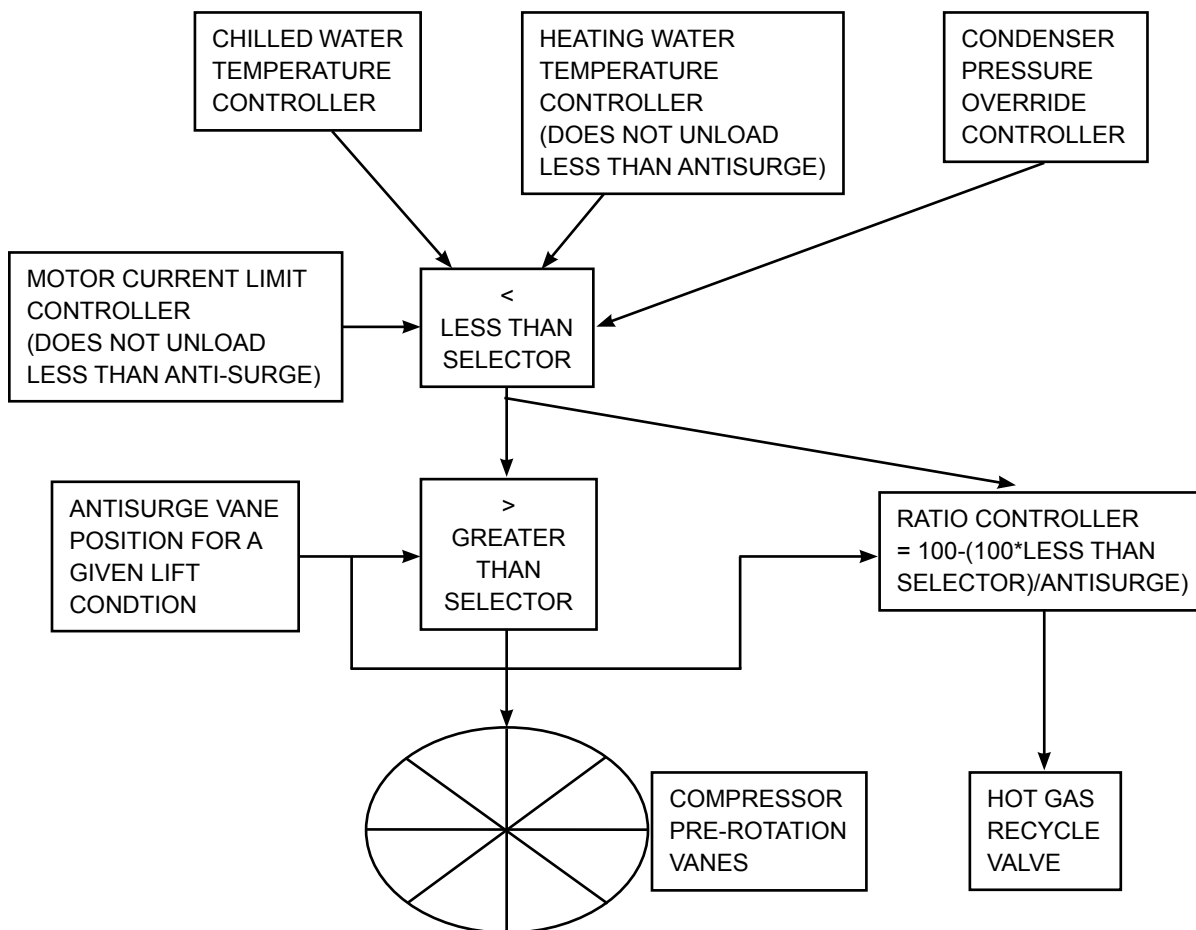 CHILLED WATER
TEMPERATURE
CONTROLLER
HEATING WATER
TEMPERATURE
CONTROLLER
(DOES NOT UNLOAD
LESS THAN ANTISURGE)
CONDENSER
PRESSURE
OVERRIDE
CONTROLLER
MOTOR CURRENT LIMIT
CONTROLLER
(DOES NOT UNLOAD
LESS THAN ANTI-SURGE)
<
LESS THAN
SELECTOR
ANTISURGE VANE
POSITION FOR A
GIVEN LIFT
CONDTION
>
GREATER
THAN
SELECTOR
RATIO CONTROLLER
= 100-(100*LESS THAN
SELECTOR)/ANTISURGE)
COMPRESSOR
PRE-ROTATION
VANES
HOT GAS
RECYCLE
VALVE